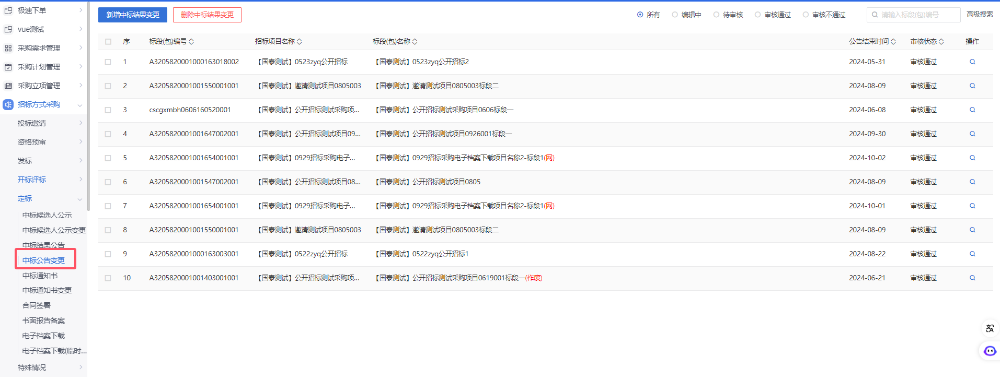 极速下单
vue测试
采购需求管理
采购计划管理
采购立项管理
招标方式采购
投标邀请
资格预审
发标
开标评标
定标
中标候选人公示
中标候选人公示变更
中标结果公告
中标公告变更
中标通知书
中标通知书变更
合同签署
书面报告备案
电子档案下载
电子档案下载(临时...
特殊情况
新增中标结果变更 删除中标结果变更 所有 编辑中 待审核 审核通过 审核不通过 请输入标段(包)编号 高级搜索
序 标段(包)编号 招标项目名称 标段(包)名称 公告结束时间 审核状态 操作
1 A3205820001000163018002 【国泰测试】0523zyq公开招标 【国泰测试】0523zyq公开招标2 2024-05-31 审核通过
2 A3205820001001550001001 【国泰测试】邀请测试项目0805003 【国泰测试】邀请测试项目0805003标段二 2024-08-09 审核通过
3 cscgxmbh0606160520001 【国泰测试】公开招标测试采购项... 【国泰测试】公开招标测试采购项目0606标段一 2024-06-08 审核通过
4 A3205820001001647002001 【国泰测试】公开招标测试项目09... 【国泰测试】公开招标测试项目0926001标段一 2024-09-30 审核通过
5 A3205820001001654001001 【国泰测试】0929招标采购电子... 【国泰测试】0929招标采购电子档案下载项目名称2-标段1(网) 2024-10-02 审核通过
6 A3205820001001547002001 【国泰测试】公开招标测试项目08... 【国泰测试】公开招标测试项目0805 2024-08-09 审核通过
7 A3205820001001654001001 【国泰测试】0929招标采购电子... 【国泰测试】0929招标采购电子档案下载项目名称2-标段1(网) 2024-10-01 审核通过
8 A3205820001001550001001 【国泰测试】邀请测试项目0805003 【国泰测试】邀请测试项目0805003标段二 2024-08-09 审核通过
9 A3205820001000163003001 【国泰测试】0522zyq公开招标 【国泰测试】0522zyq公开招标1 2024-08-22 审核通过
10 A3205820001001403001001 【国泰测试】公开招标测试采购项... 【国泰测试】公开招标测试采购项目0619001标段一(作废) 2024-06-21 审核通过